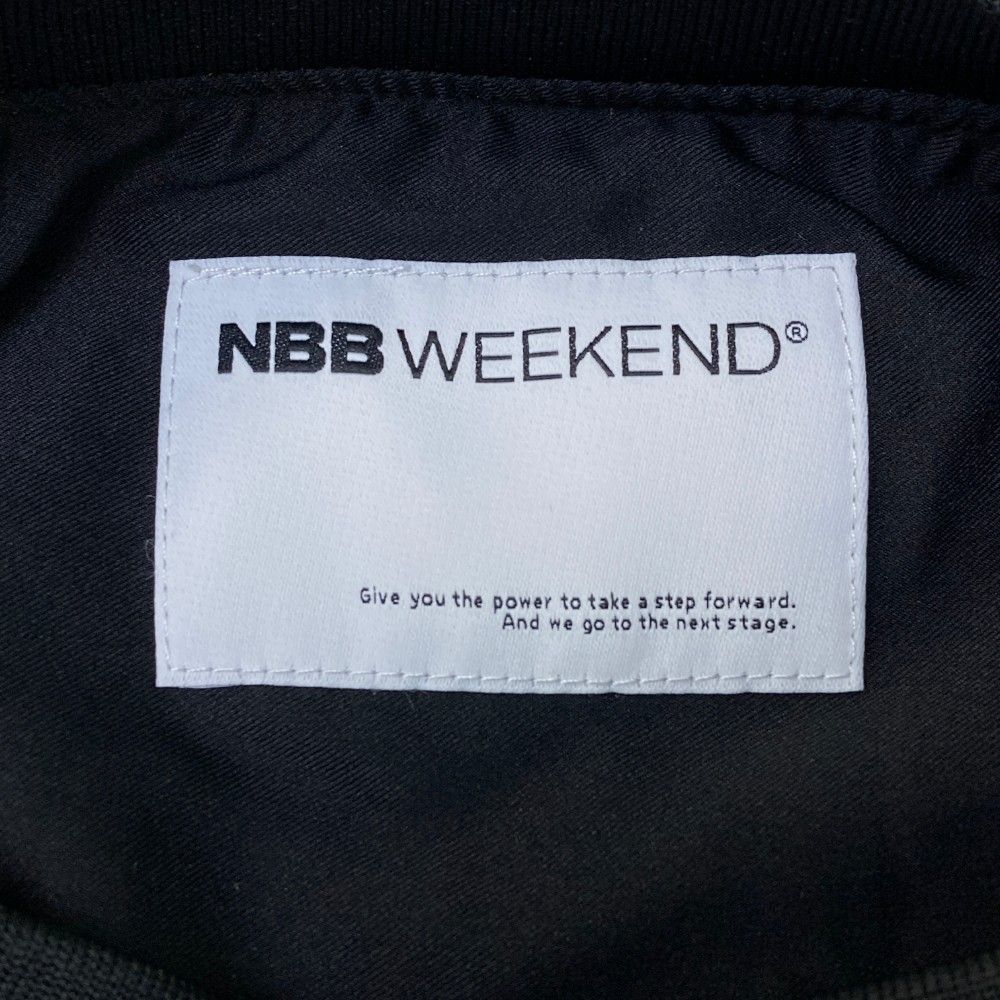 NBB WEEKEND®
Give you the power to take a step forward.
And we go to the next stage.